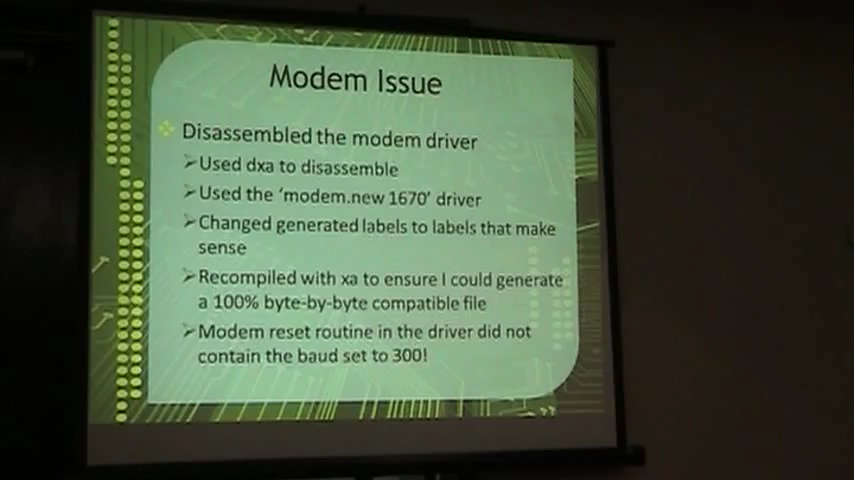 Modem Issue
Disassembled the modem driver
Used dxa to disassemble
Used the 'modem.new 1670' driver
Changed generated labels to labels that make
sense
Recompiled with xa to ensure I could generate
a 100% byte-by-byte compatible file
Modem reset routine in the driver did not
contain the baud set to 300!